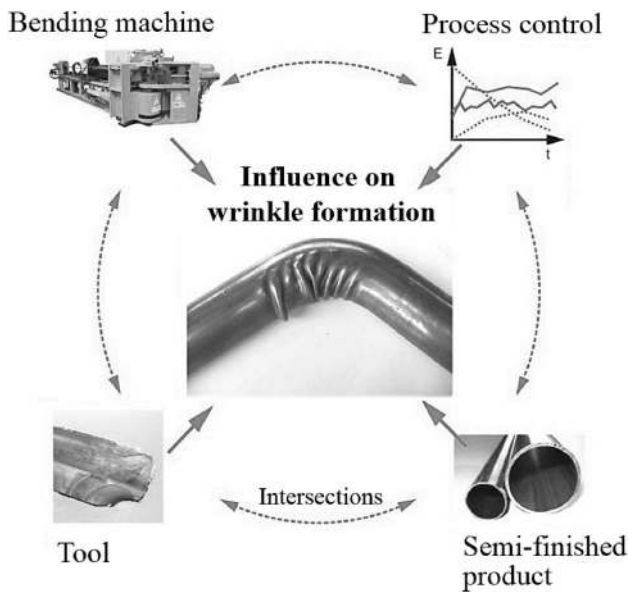 Bending machine
Process control
E
t
Influence on
wrinkle formation
Intersections
Tool
Semi-finished
product